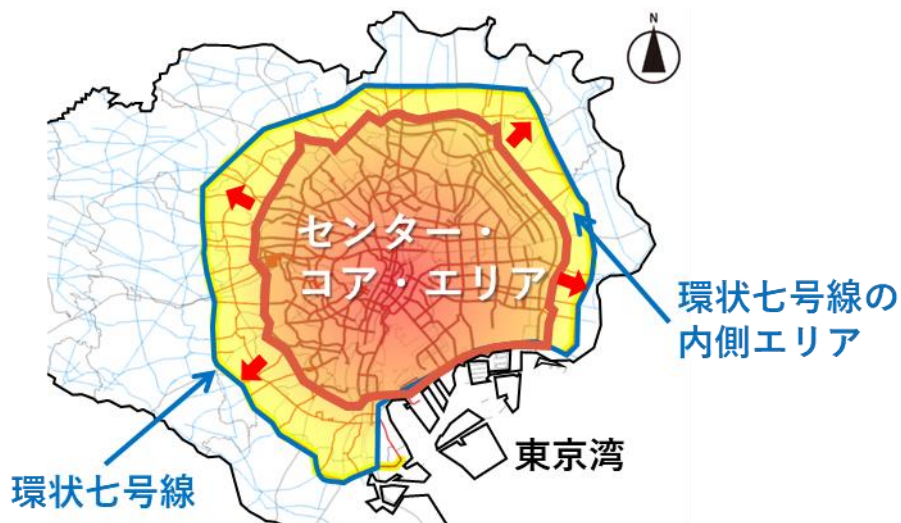 N
センター・
コア・エリア
環状七号線の
内側エリア
東京湾
環状七号線